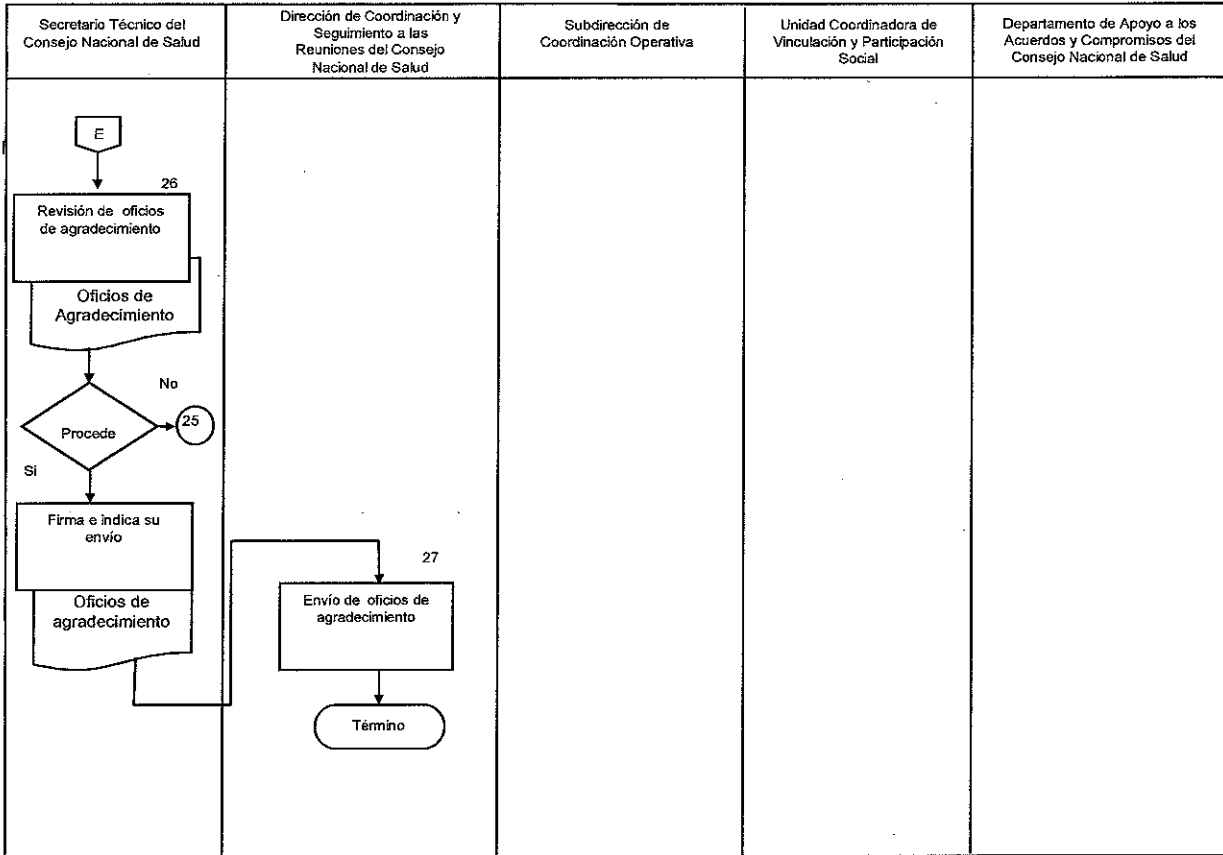 Secretario Técnico del
Consejo Nacional de Salud
Dirección de Coordinación y
Seguimiento a las
Reuniones del Consejo
Nacional de Salud
Subdirección de
Coordinación Operativa
Unidad Coordinadora de
Vinculación y Participación
Social
Departamento de Apoyo a los
Acuerdos y Compromisos del
Consejo Nacional de Salud
E
26
Revisión de oficios
de agradecimiento
Oficios de
Agradecimiento
No
Procede
25
Si
Firma e indica su
envío
Oficios de
agradecimiento
27
Envío de oficios de
agradecimiento
Término